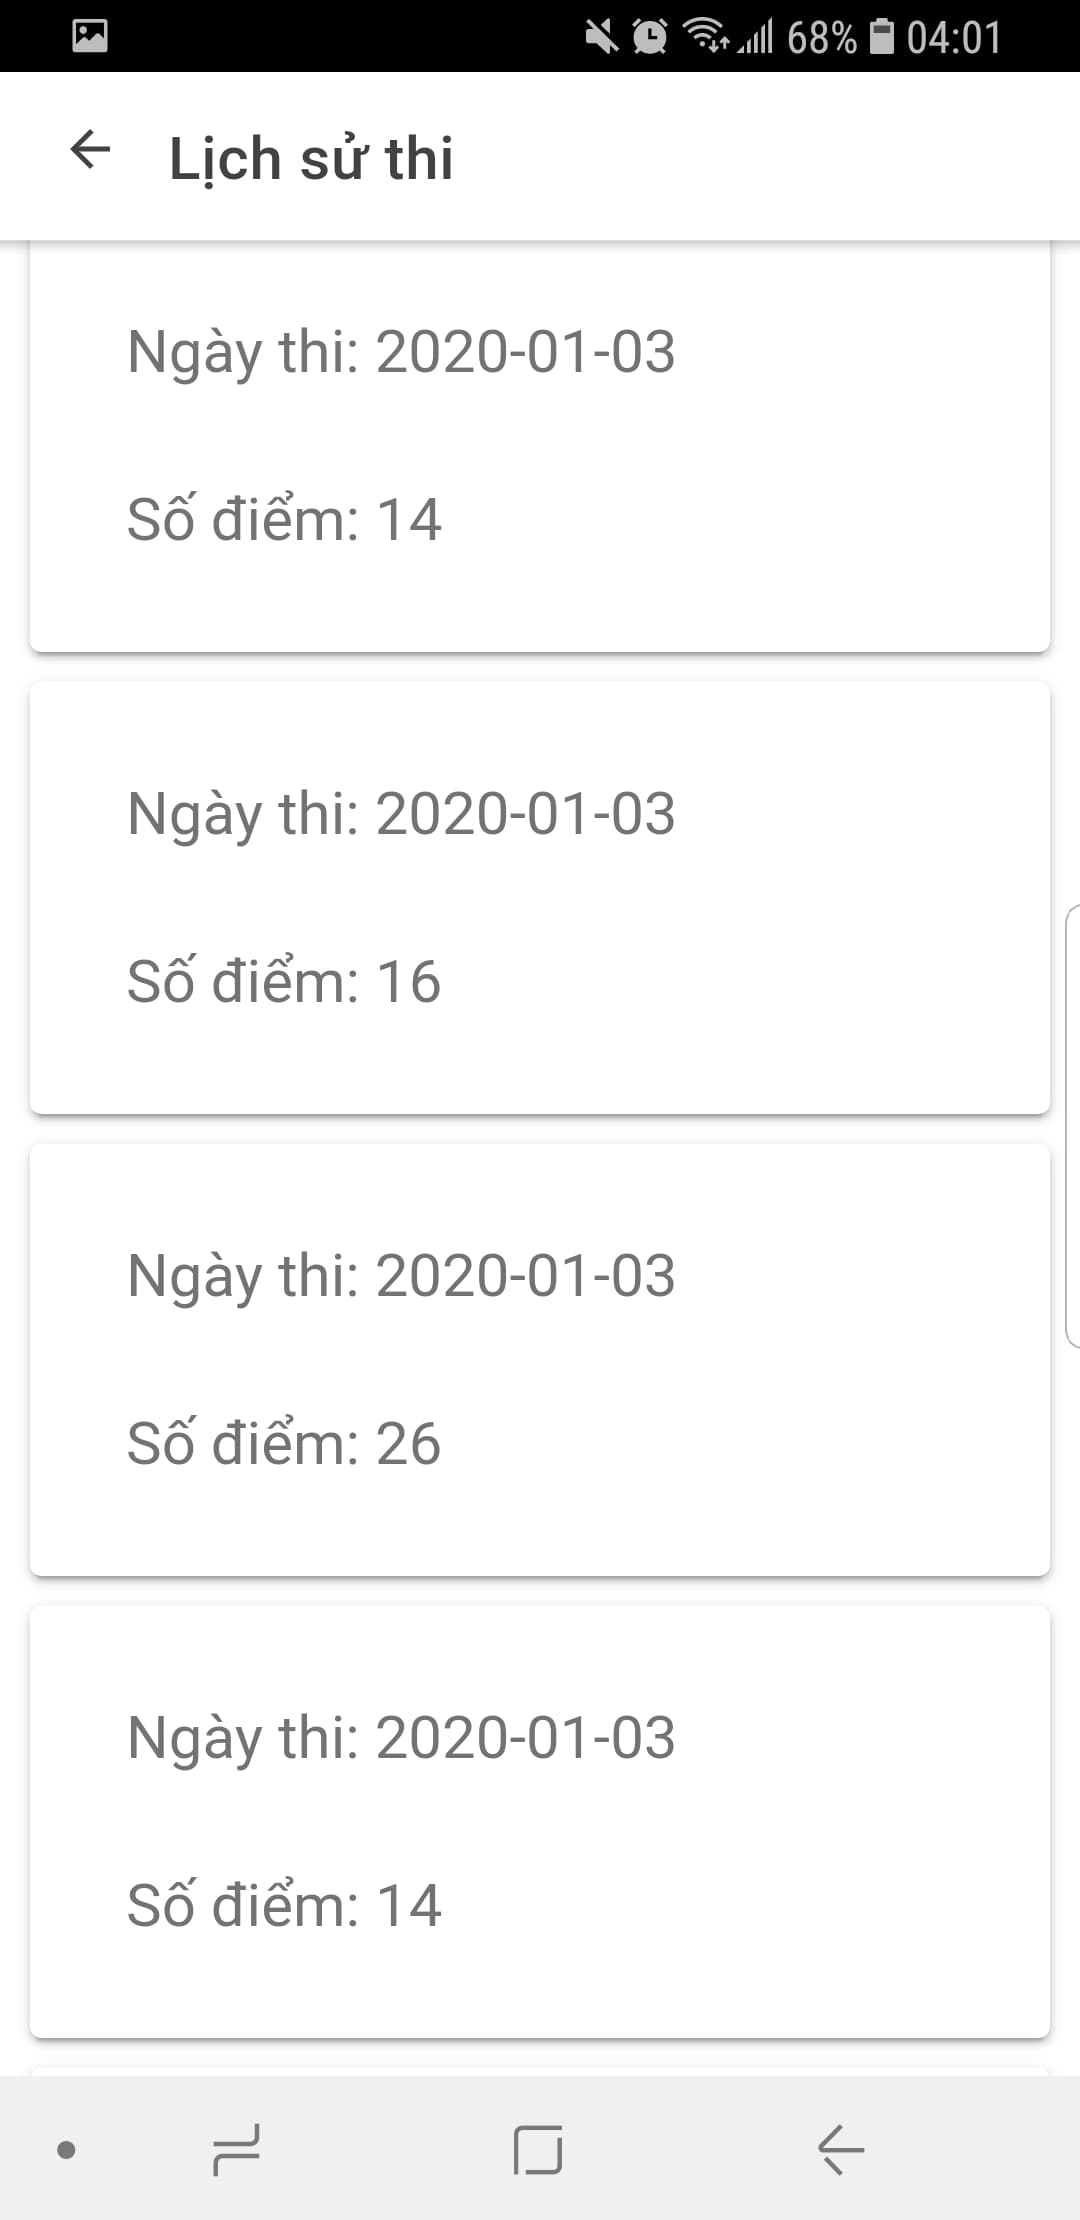 68% 04:01
Lịch sử thi
Ngày thi: 2020-01-03
Số điểm: 14
Ngày thi: 2020-01-03
Số điểm: 16
Ngày thi: 2020-01-03
Số điểm: 26
Ngày thi: 2020-01-03
Số điểm: 14